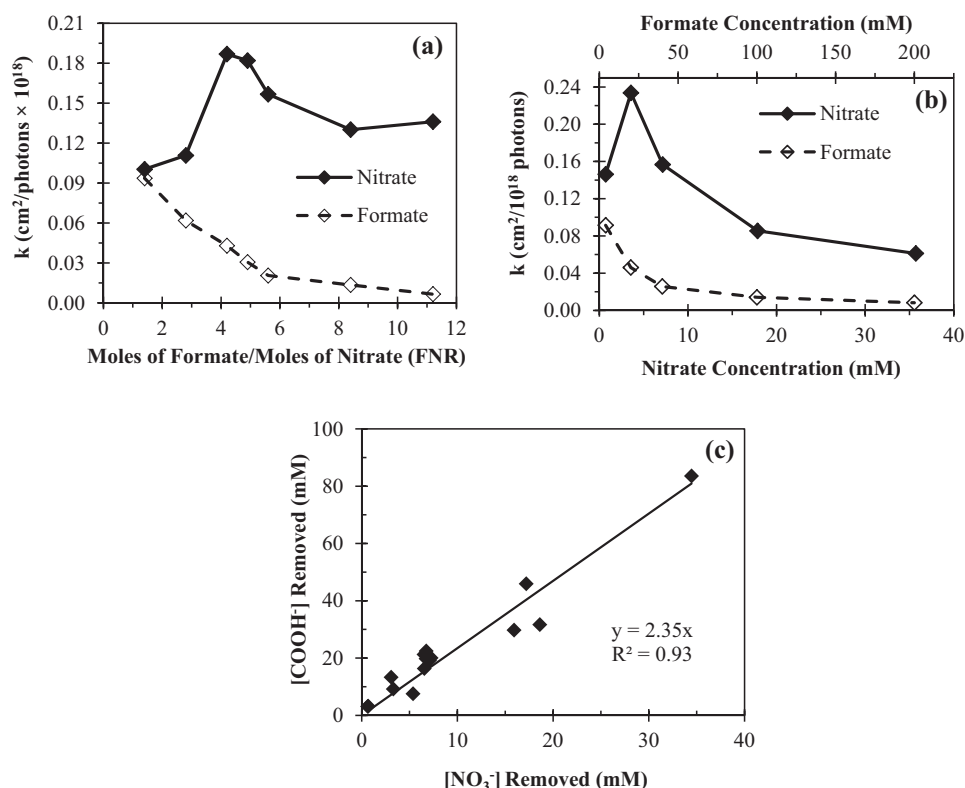 (a)
k (cm²/photons × 10¹⁸)
0.21
0.18
0.15
0.12
0.09
0.06
0.03
0.00
Nitrate
Formate
0 2 4 6 8 10 12
Moles of Formate/Moles of Nitrate (FNR)
Formate Concentration (mM)
0 50 100 150 200
(b)
k (cm²/10¹⁸ photons)
0.24
0.20
0.16
0.12
0.08
0.04
0.00
Nitrate
Formate
0 10 20 30 40
Nitrate Concentration (mM)
(c)
[COOH⁻] Removed (mM)
100
80
60
40
20
0
y = 2.35x
R² = 0.93
0 10 20 30 40
[NO₃⁻] Removed (mM)